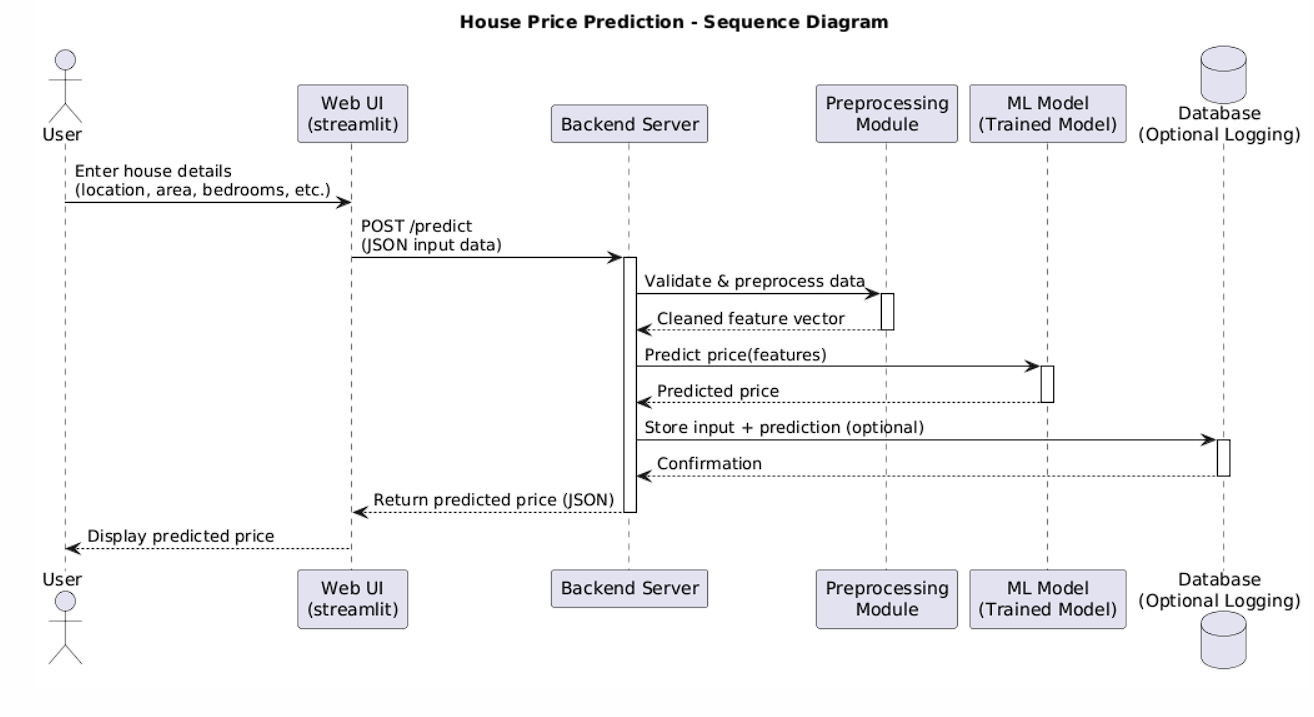 House Price Prediction - Sequence Diagram
User
Web UI
(streamlit)
Backend Server
Preprocessing
Module
ML Model
(Trained Model)
Database
(Optional Logging)
Enter house details
(location, area, bedrooms, etc.)
POST /predict
(JSON input data)
Validate & preprocess data
Cleaned feature vector
Predict price(features)
Predicted price
Store input + prediction (optional)
Confirmation
Return predicted price (JSON)
Display predicted price
User
Web UI
(streamlit)
Backend Server
Preprocessing
Module
ML Model
(Trained Model)
Database
(Optional Logging)